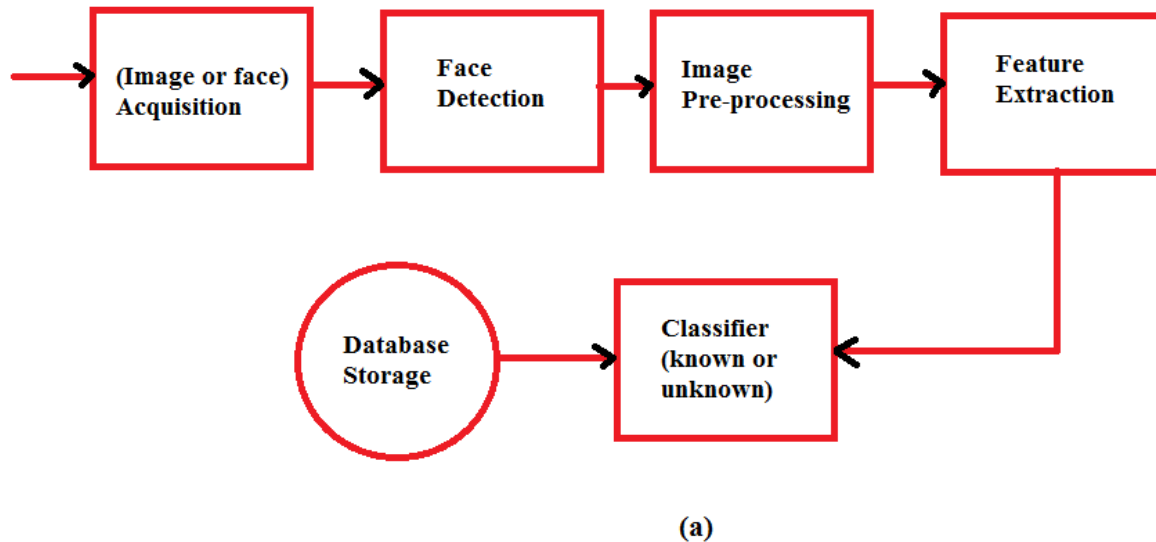 (Image or face)
Acquisition
Face
Detection
Image
Pre-processing
Feature
Extraction
Database
Storage
Classifier
(known or
unknown)
(a)